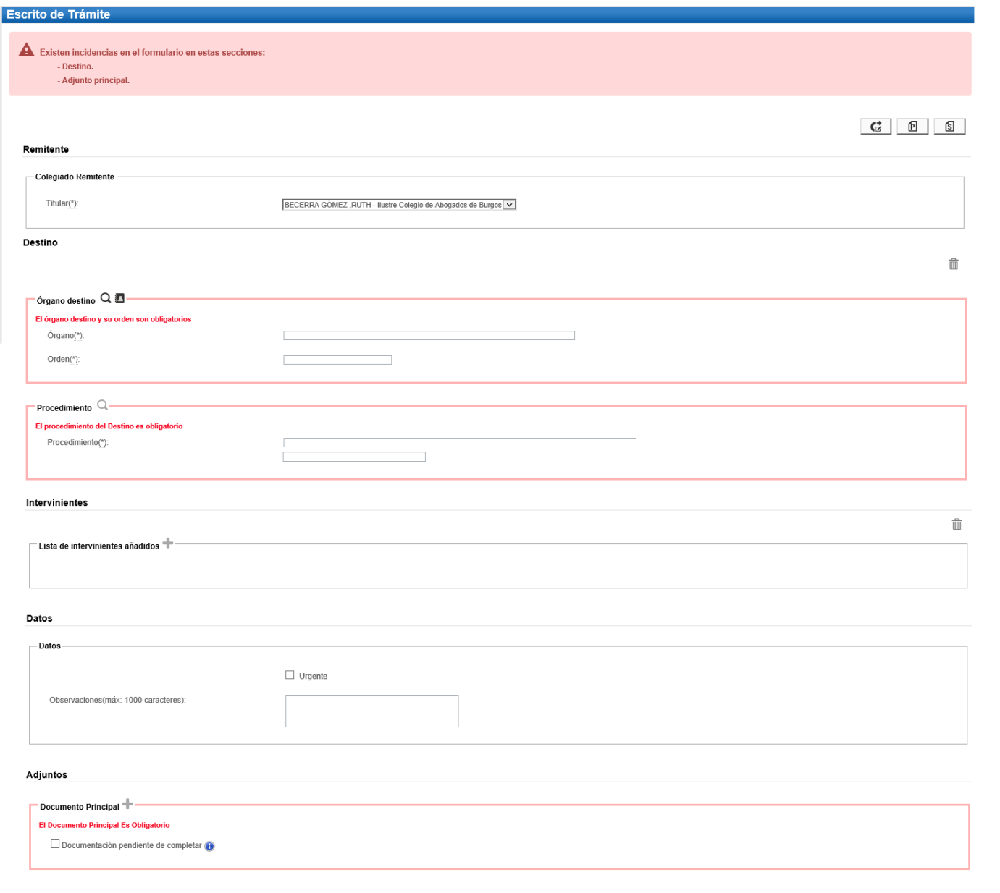 Escrito de Trámite
Existen incidencias en el formulario en estas secciones:
- Destino.
- Adjunto principal.
P
S
Remitente
Colegiado Remitente
Titular(*):
BECERRA GÓMEZ ,RUTH - Ilustre Colegio de Abogados de Burgos
Destino
Órgano destino
El órgano destino y su orden son obligatorios
Órgano(*):
Orden(*):
Procedimiento
El procedimiento del Destino es obligatorio
Procedimiento(*):
Intervinientes
Lista de intervinientes añadidos
Datos
Datos
Urgente
Observaciones(máx: 1000 caracteres):
Adjuntos
Documento Principal
El Documento Principal Es Obligatorio
Documentación pendiente de completar